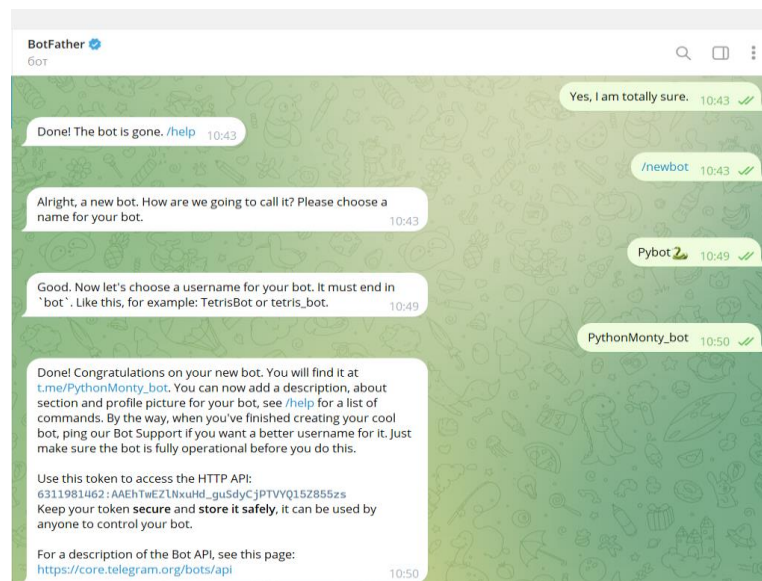 BotFather
бот
Yes, I am totally sure. 10:43
Done! The bot is gone. /help 10:43
/newbot 10:43
Alright, a new bot. How are we going to call it? Please choose a
name for your bot. 10:43
Pybot🐍 10:49
Good. Now let's choose a username for your bot. It must end in
`bot`. Like this, for example: TetrisBot or tetris_bot. 10:49
PythonMonty_bot 10:50
Done! Congratulations on your new bot. You will find it at
t.me/PythonMonty_bot. You can now add a description, about
section and profile picture for your bot, see /help for a list of
commands. By the way, when you've finished creating your cool
bot, ping our Bot Support if you want a better username for it. Just
make sure the bot is fully operational before you do this.
Use this token to access the HTTP API:
6311981462:AAEhTwEZlNxuHd_guSdyCjPTVYQ15Z855zs
Keep your token secure and store it safely, it can be used by
anyone to control your bot.
For a description of the Bot API, see this page:
https://core.telegram.org/bots/api 10:50